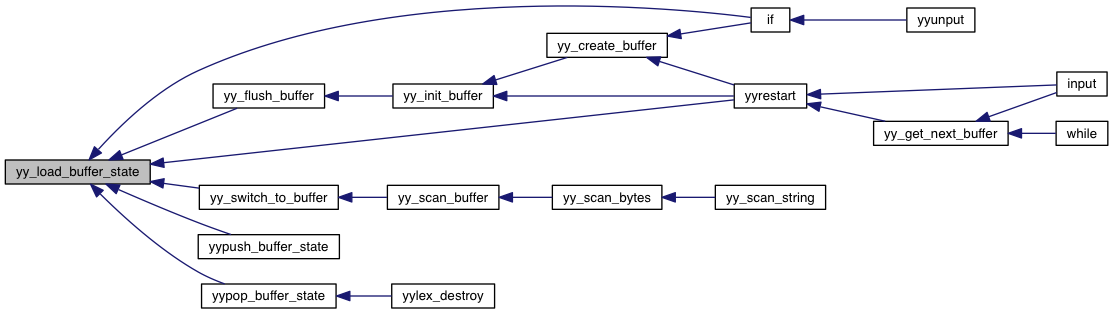 if
yyunput
yy_create_buffer
input
yy_flush_buffer
yy_init_buffer
yyrestart
yy_get_next_buffer
while
yy_load_buffer_state
yy_switch_to_buffer
yy_scan_buffer
yy_scan_bytes
yy_scan_string
yypush_buffer_state
yypop_buffer_state
yylex_destroy